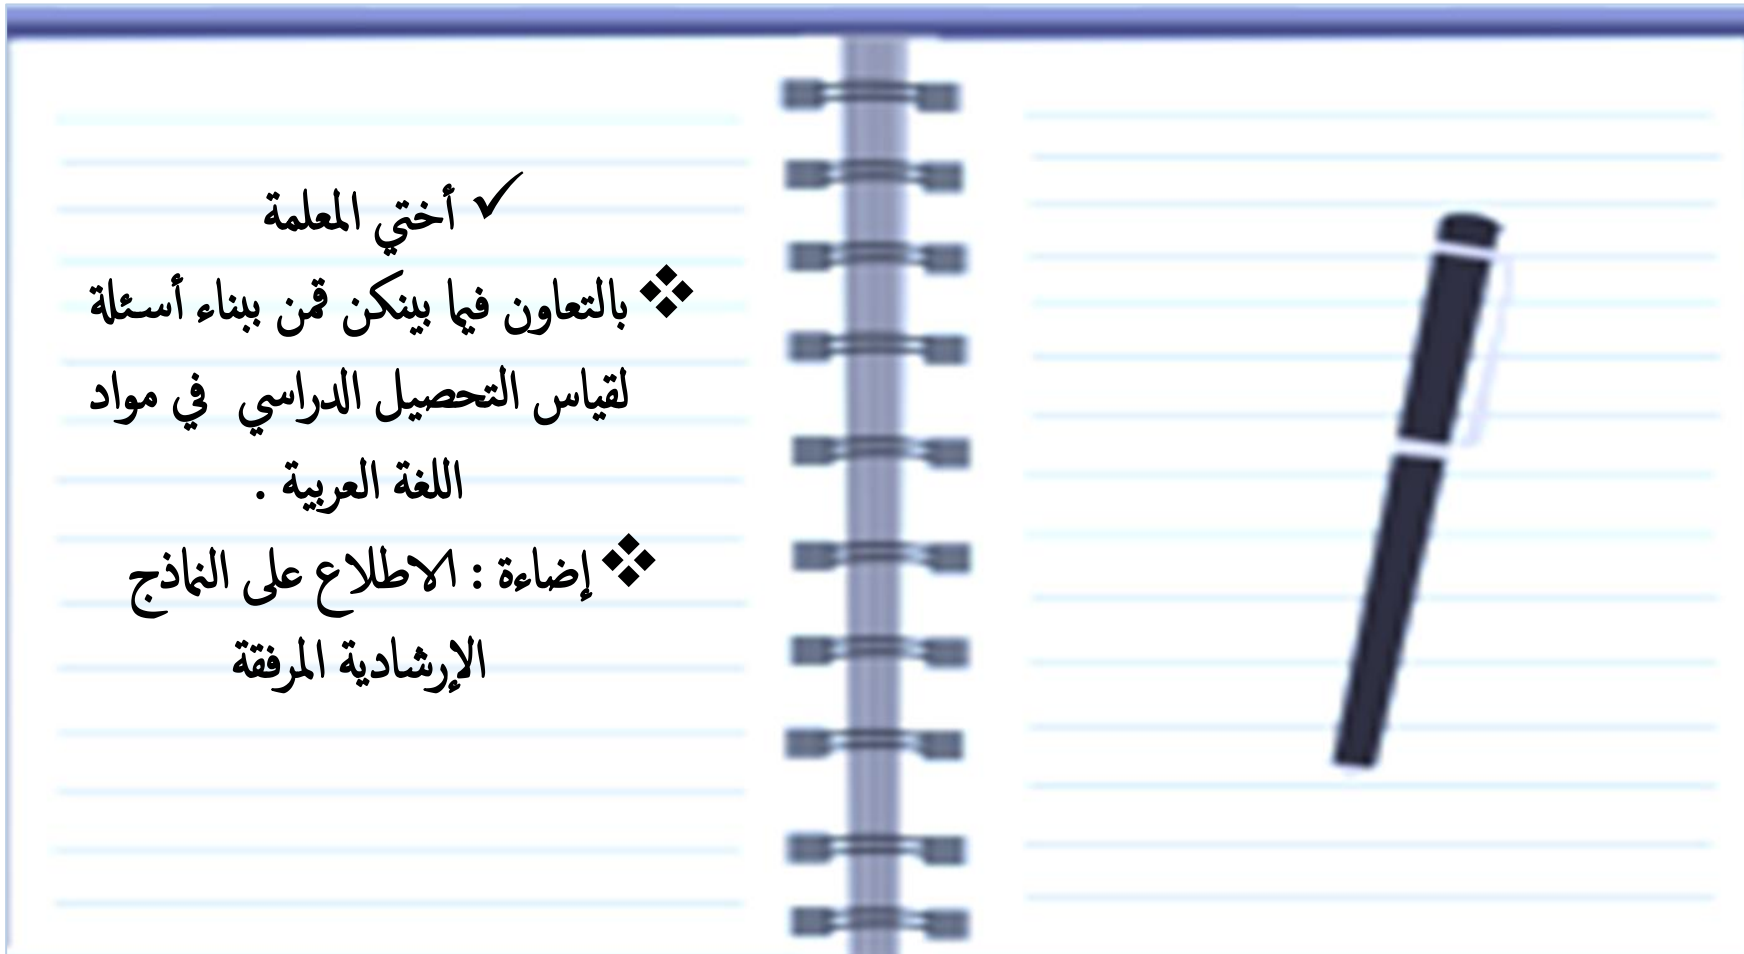 ✓ أختي المعلمة
❖ بالتعاون فيما بينكن قمن ببناء أسئلة
لقياس التحصيل الدراسي في مواد
اللغة العربية .
❖ إضاءة : الاطلاع على النماذج
الإرشادية المرفقة